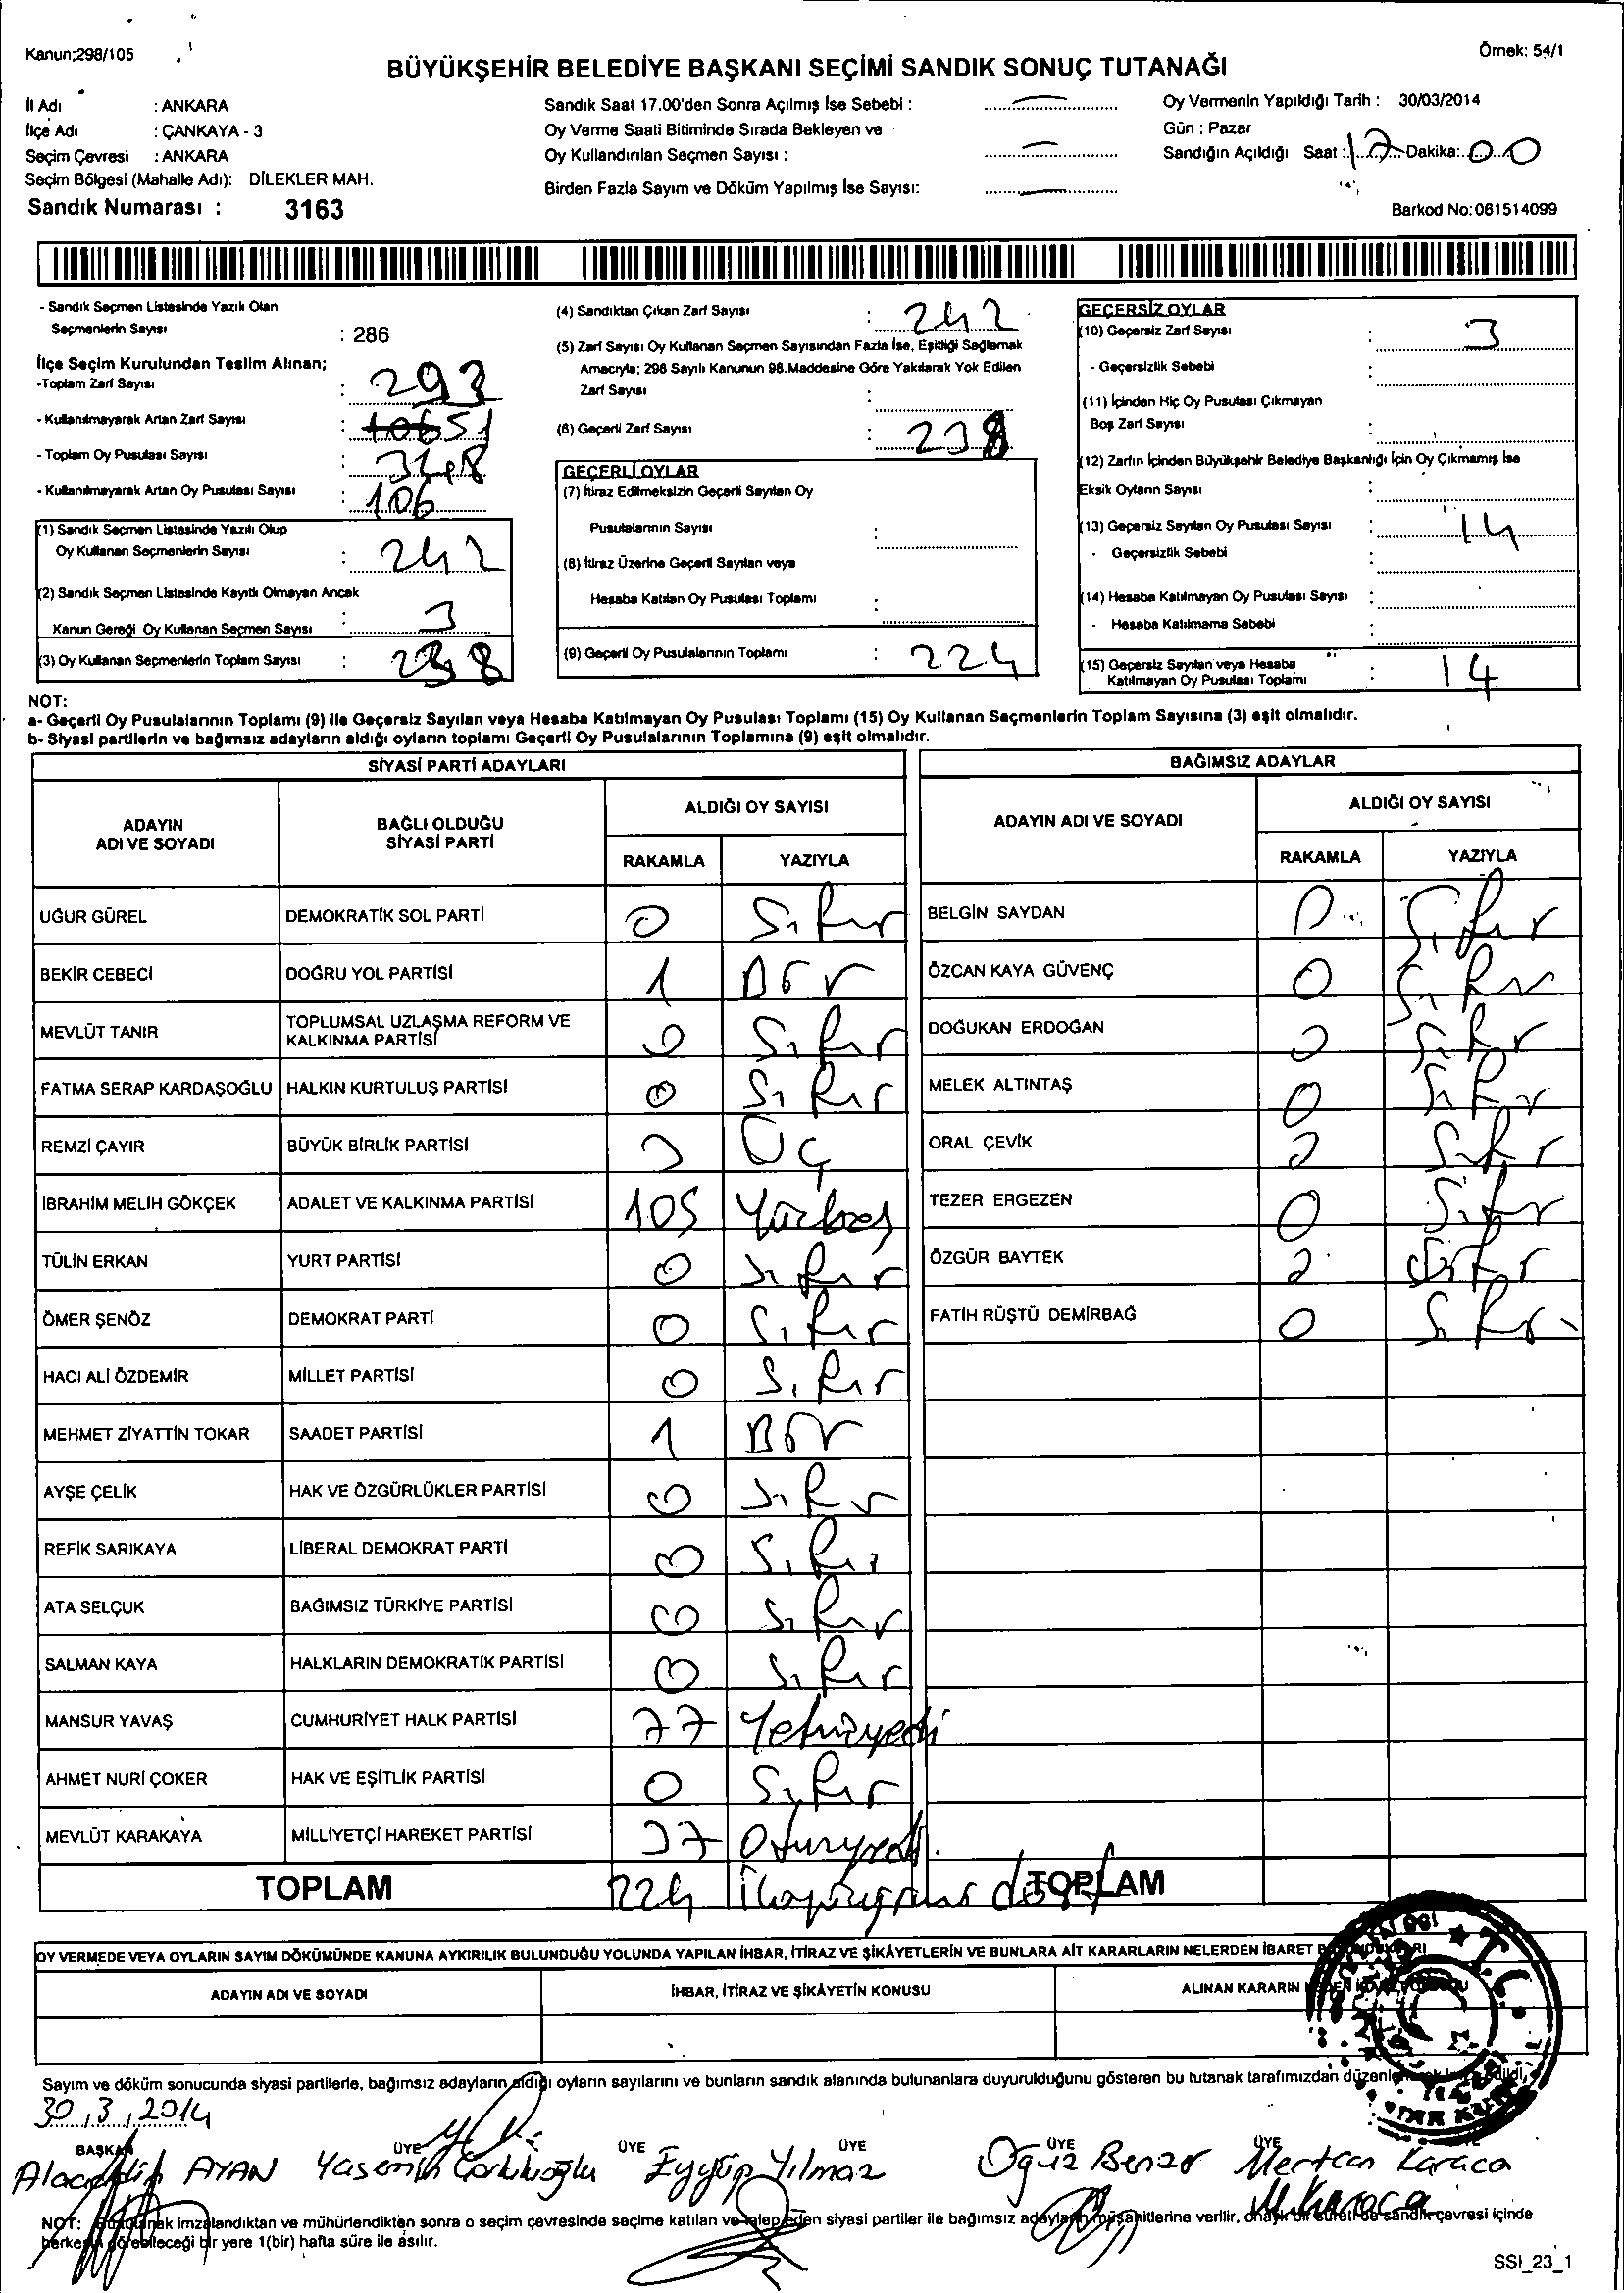 Kanun;298/105
Örnek: 54/1
BÜYÜKŞEHİR BELEDİYE BAŞKANI SEÇİMİ SANDIK SONUÇ TUTANAĞI
İl Adı : ANKARA
İlçe Adı : ÇANKAYA - 3
Seçim Çevresi : ANKARA
Seçim Bölgesi (Mahalle Adı): DİLEKLER MAH.
Sandık Numarası : 3163
Sandık Saat 17.00'den Sonra Açılmış İse Sebebi :
Oy Verme Saati Bitiminde Sırada Bekleyen ve
Oy Kullandırılan Seçmen Sayısı :
Birden Fazla Sayım ve Döküm Yapılmış İse Sayısı:
Oy Vermenin Yapıldığı Tarih : 30/03/2014
Gün : Pazar
Sandığın Açıldığı Saat : 17 Dakika: 00
Barkod No:061514099
- Sandık Seçmen Listesinde Yazılı Olan
Seçmenlerin Sayısı : 286
İlçe Seçim Kurulundan Teslim Alınan;
-Toplam Zarf Sayısı : 293
- Kullanılmayarak Artan Zarf Sayısı : 51
- Toplam Oy Pusulası Sayısı :
- Kullanılmayarak Artan Oy Pusulası Sayısı : 106
(1) Sandık Seçmen Listesinde Yazılı Olup
Oy Kullanan Seçmenlerin Sayısı : 242
(2) Sandık Seçmen Listesinde Kayıtlı Olmayan Ancak
Kanun Gereği Oy Kullanan Seçmen Sayısı : 3
(3) Oy Kullanan Seçmenlerin Toplam Sayısı : 238
(4) Sandıktan Çıkan Zarf Sayısı : 242
(5) Zarf Sayısı Oy Kullanan Seçmen Sayısından Fazla İse, Eşitliği Sağlamak
Amacıyla; 298 Sayılı Kanunun 98.Maddesine Göre Yakılarak Yok Edilen
Zarf Sayısı :
(6) Geçerli Zarf Sayısı : 238
GEÇERLİ OYLAR
(7) İtiraz Edilmeksizin Geçerli Sayılan Oy
Pusulalarının Sayısı :
(8) İtiraz Üzerine Geçerli Sayılan veya
Hesaba Katılan Oy Pusulası Toplamı :
(9) Geçerli Oy Pusulalarının Toplamı : 224
GEÇERSİZ OYLAR
(10) Geçersiz Zarf Sayısı : 3
- Geçersizlik Sebebi :
(11) İçinden Hiç Oy Pusulası Çıkmayan
Boş Zarf Sayısı :
(12) Zarfın İçinden Büyükşehir Belediye Başkanlığı İçin Oy Çıkmamış İse
Eksik Oyların Sayısı :
(13) Geçersiz Sayılan Oy Pusulası Sayısı : 14
- Geçersizlik Sebebi :
(14) Hesaba Katılmayan Oy Pusulası Sayısı :
- Hesaba Katılmama Sebebi :
(15) Geçersiz Sayılan veya Hesaba
Katılmayan Oy Pusulası Toplamı : 14
NOT:
a- Geçerli Oy Pusulalarının Toplamı (9) ile Geçersiz Sayılan veya Hesaba Katılmayan Oy Pusulası Toplamı (15) Oy Kullanan Seçmenlerin Toplam Sayısına (3) eşit olmalıdır.
b- Siyasi partilerin ve bağımsız adayların aldığı oyların toplamı Geçerli Oy Pusulalarının Toplamına (9) eşit olmalıdır.
SİYASİ PARTİ ADAYLARI
ADAYIN ADI VE SOYADI
BAĞLI OLDUĞU SİYASİ PARTİ
ALDIĞI OY SAYISI
RAKAMLA YAZIYLA
UĞUR GÜREL DEMOKRATİK SOL PARTİ 0 Sıfır
BEKİR CEBECİ DOĞRU YOL PARTİSİ 1 Bir
MEVLÜT TANIR TOPLUMSAL UZLAŞMA REFORM VE KALKINMA PARTİSİ 0 Sıfır
FATMA SERAP KARDAŞOĞLU HALKIN KURTULUŞ PARTİSİ 0 Sıfır
REMZİ ÇAYIR BÜYÜK BİRLİK PARTİSİ 3 Üç
İBRAHİM MELİH GÖKÇEK ADALET VE KALKINMA PARTİSİ 105 Yüzbeş
TÜLİN ERKAN YURT PARTİSİ 0 Sıfır
ÖMER ŞENÖZ DEMOKRAT PARTİ 0 Sıfır
HACI ALİ ÖZDEMİR MİLLET PARTİSİ 0 Sıfır
MEHMET ZİYATTİN TOKAR SAADET PARTİSİ 1 Bir
AYŞE ÇELİK HAK VE ÖZGÜRLÜKLER PARTİSİ 0 Sıfır
REFİK SARIKAYA LİBERAL DEMOKRAT PARTİ 0 Sıfır
ATA SELÇUK BAĞIMSIZ TÜRKİYE PARTİSİ 0 Sıfır
SALMAN KAYA HALKLARIN DEMOKRATİK PARTİSİ 0 Sıfır
MANSUR YAVAŞ CUMHURİYET HALK PARTİSİ 77 Yetmişyedi
AHMET NURİ ÇOKER HAK VE EŞİTLİK PARTİSİ 0 Sıfır
MEVLÜT KARAKAYA MİLLİYETÇİ HAREKET PARTİSİ 37 Otuzyedi
TOPLAM 224 İkiyüzyirmi dört
BAĞIMSIZ ADAYLAR
ADAYIN ADI VE SOYADI
ALDIĞI OY SAYISI
RAKAMLA YAZIYLA
BELGİN SAYDAN 0 Sıfır
ÖZCAN KAYA GÜVENÇ 0 Sıfır
DOĞUKAN ERDOĞAN 0 Sıfır
MELEK ALTINTAŞ 0 Sıfır
ORAL ÇEVİK 0 Sıfır
TEZER ERGEZEN 0 Sıfır
ÖZGÜR BAYTEK 0 Sıfır
FATİH RÜŞTÜ DEMİRBAĞ 0 Sıfır
TOPLAM
OY VERMEDE VEYA OYLARIN SAYIM DÖKÜMÜNDE KANUNA AYKIRILIK BULUNDUĞU YOLUNDA YAPILAN İHBAR, İTİRAZ VE ŞİKÂYETLERİN VE BUNLARA AİT KARARLARIN NELERDEN İBARET
ADAYIN ADI VE SOYADI
İHBAR, İTİRAZ VE ŞİKÂYETİN KONUSU
ALINAN KARARIN
T.C.
Sayım ve döküm sonucunda siyasi partilerle, bağımsız adayların aldığı oyların sayılarını ve bunların sandık alanında bulunanlara duyurulduğunu gösteren bu tutanak tarafımızdan
30/3/2014
BAŞKAN ÜYE ÜYE ÜYE ÜYE ÜYE
AYAN Yasemin Eyyüp Yılmaz Oğuz Benzer Mertcan Karaca
M Karaca
NOT: imzalandıktan ve mühürlendikten sonra o seçim çevresinde seçime katılan ve talep eden siyasi partiler ile bağımsız adayların müşahitlerine verilir, onaylı bir sureti de sandık çevresi içinde
herkesin görebileceği bir yere 1(bir) hafta süre ile asılır.
SSI_23_1